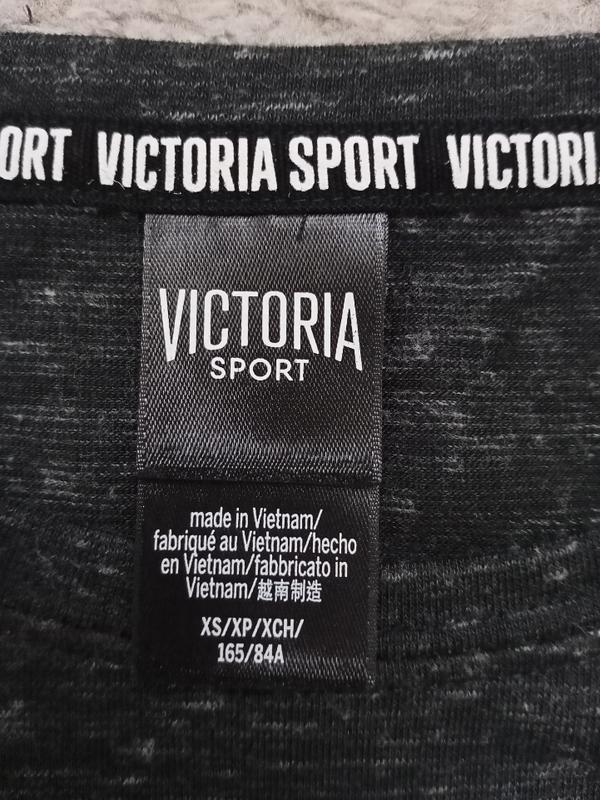 ORT VICTORIA SPORT VICTORI
VICTORIA
SPORT
made in Vietnam/
fabriqué au Vietnam/hecho
en Vietnam/fabbricato in
Vietnam/越南制造
XS/XP/XCH/
165/84A